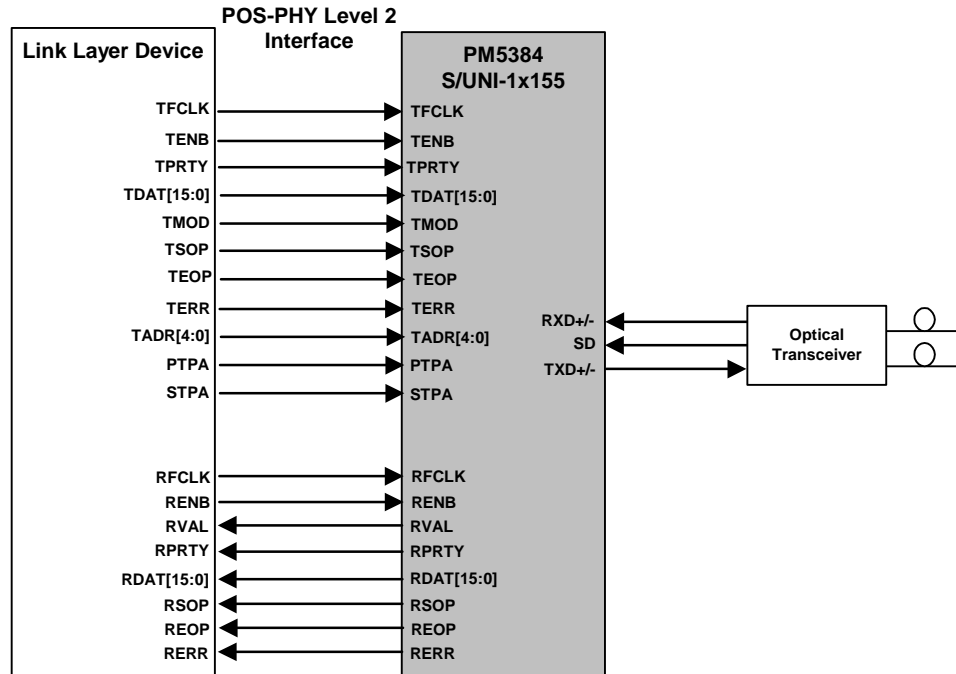 POS-PHY Level 2
Interface
Link Layer Device
PM5384
S/UNI-1x155
TFCLK
TFCLK
TENB
TENB
TPRTY
TPRTY
TDAT[15:0]
TDAT[15:0]
TMOD
TMOD
TSOP
TSOP
TEOP
TEOP
TERR
TERR
TADR[4:0]
TADR[4:0]
PTPA
PTPA
STPA
STPA
RXD+/-
SD
TXD+/-
Optical
Transceiver
RFCLK
RFCLK
RENB
RENB
RVAL
RVAL
RPRTY
RPRTY
RDAT[15:0]
RDAT[15:0]
RSOP
RSOP
REOP
REOP
RERR
RERR